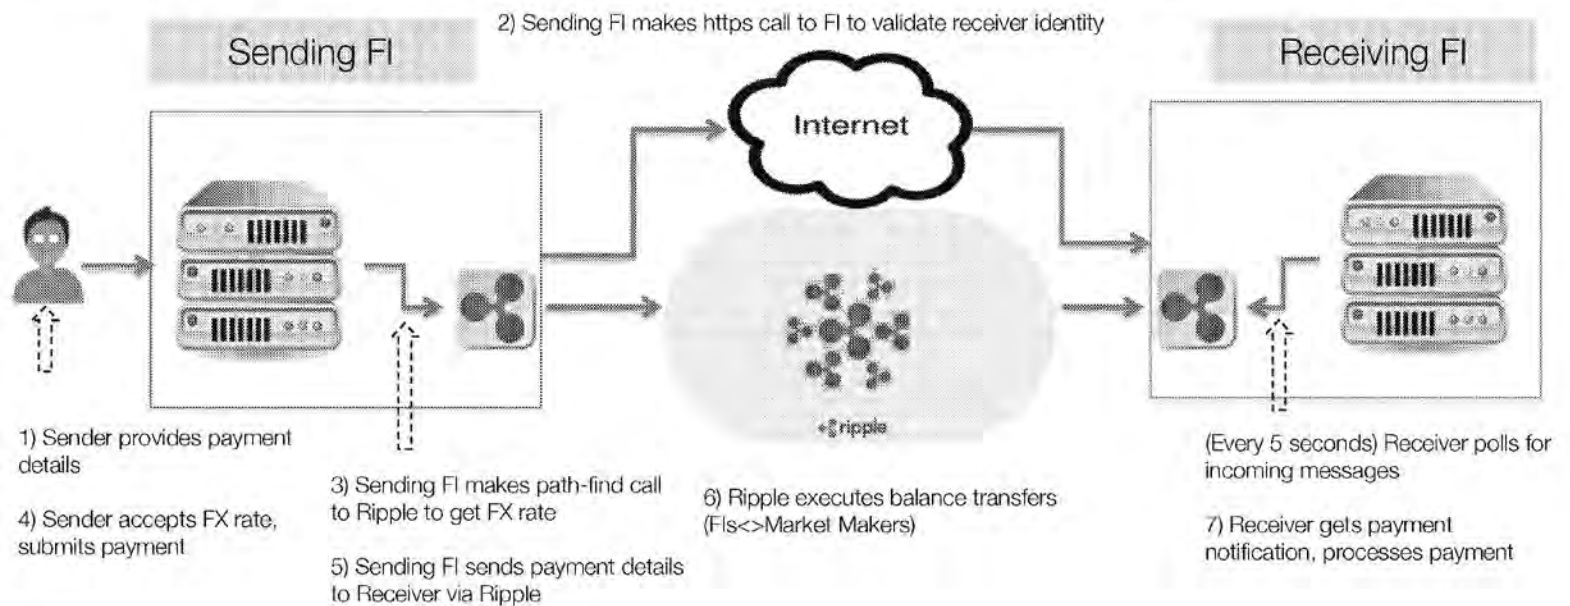 2) Sending FI makes https call to FI to validate receiver identity
Sending FI
Receiving FI
Internet
ripple
1) Sender provides payment
details
4) Sender accepts FX rate,
submits payment
3) Sending FI makes path-find call
to Ripple to get FX rate
5) Sending FI sends payment details
to Receiver via Ripple
6) Ripple executes balance transfers
(FIs<>Market Makers)
(Every 5 seconds) Receiver polls for
incoming messages
7) Receiver gets payment
notification, processes payment